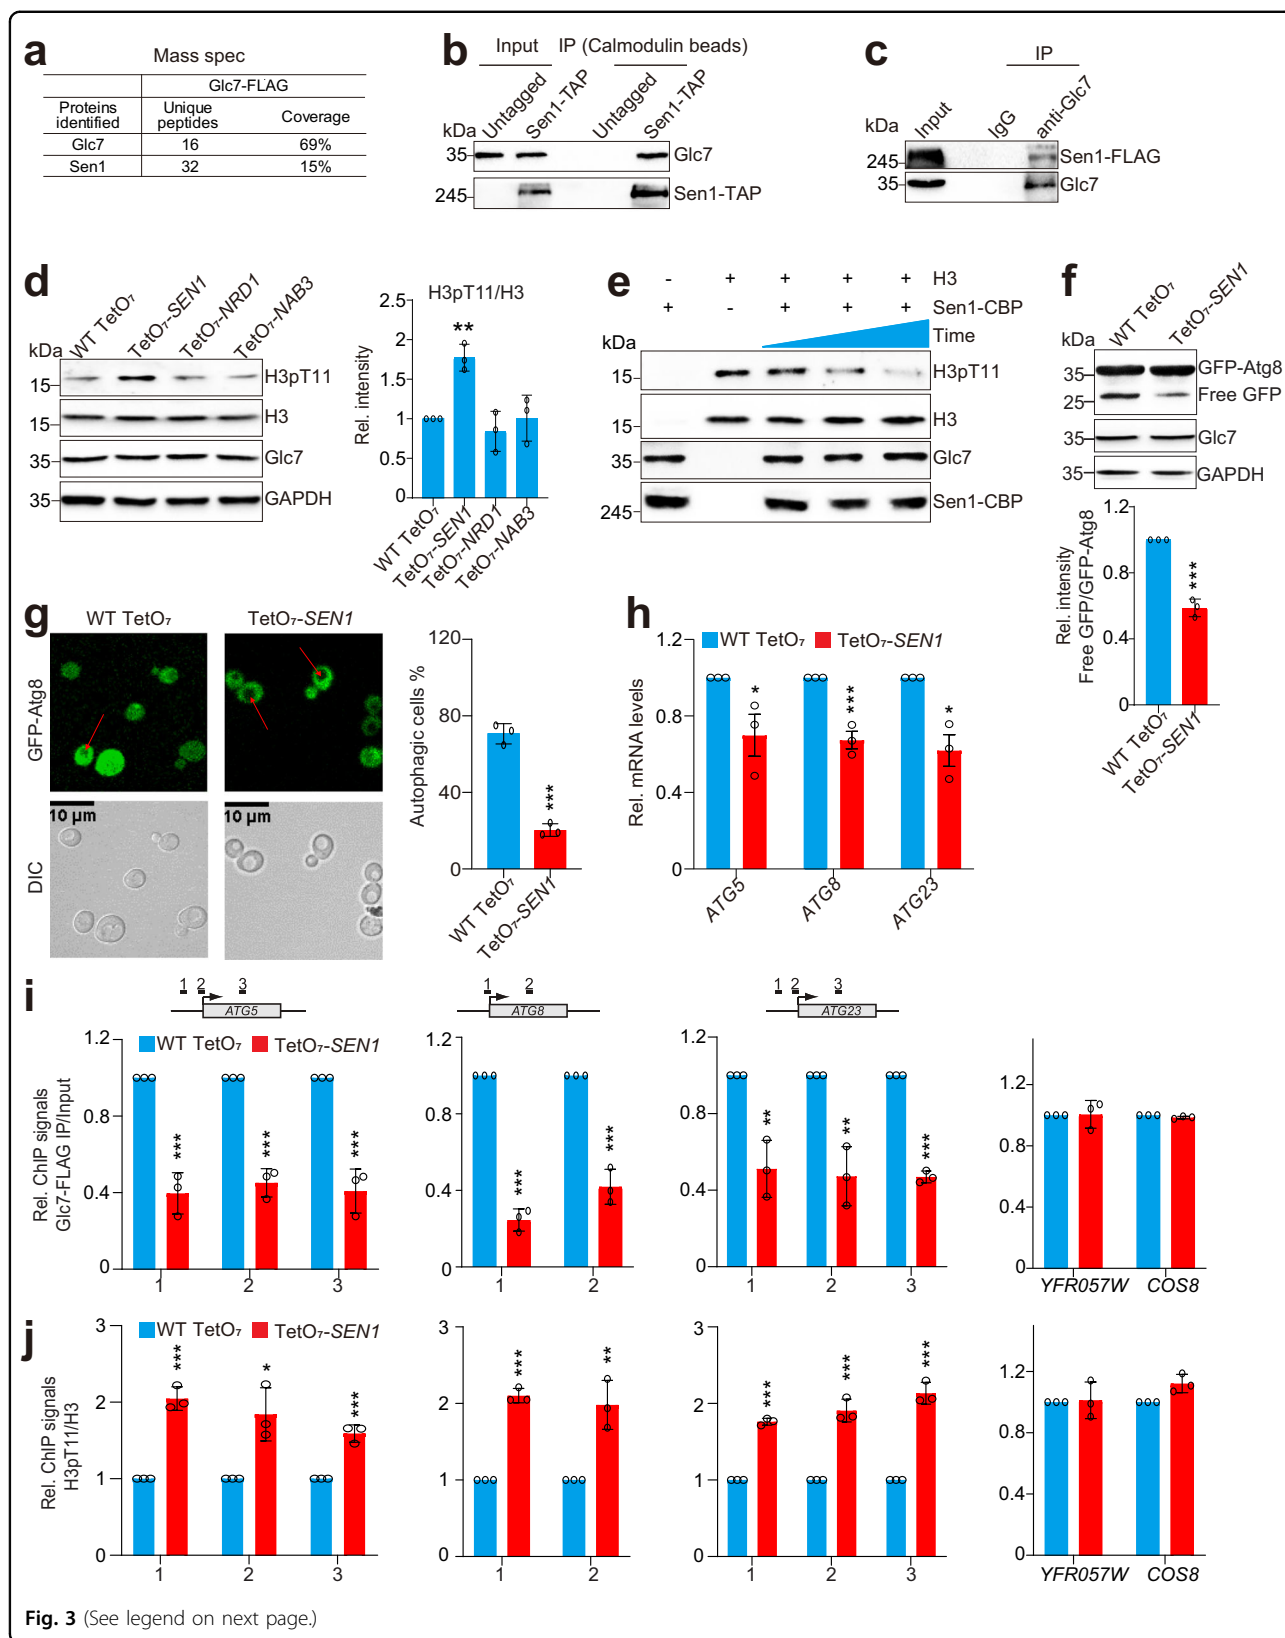 a
Mass spec
Glc7-FLAG
Proteins identified
Unique peptides
Coverage
Glc7 16 69%
Sen1 32 15%
b
Input IP (Calmodulin beads)
Untagged Sen1-TAP Untagged Sen1-TAP
kDa
35 Glc7
245 Sen1-TAP
c
IP
Input IgG anti-Glc7
kDa
245 Sen1-FLAG
35 Glc7
d
WT TetO₇ TetO₇-SEN1 TetO₇-NRD1 TetO₇-NAB3
kDa
15 H3pT11
15 H3
35 Glc7
35 GAPDH
H3pT11/H3
Rel. intensity
2.5
2
1.5
1
0.5
0
**
WT TetO₇ TetO₇-SEN1 TetO₇-NRD1 TetO₇-NAB3
e
- + + + + H3
+ - + + + Sen1-CBP
Time
kDa
15 H3pT11
15 H3
35 Glc7
245 Sen1-CBP
f
WT TetO₇ TetO₇-SEN1
kDa
35 GFP-Atg8
25 Free GFP
35 Glc7
35 GAPDH
Rel. intensity
Free GFP/GFP-Atg8
1.2
0.6
0
***
WT TetO₇ TetO₇-SEN1
g
WT TetO₇ TetO₇-SEN1
GFP-Atg8
DIC
10 µm 10 µm
Autophagic cells %
120
80
40
0
***
WT TetO₇ TetO₇-SEN1
h
WT TetO₇ TetO₇-SEN1
Rel. mRNA levels
1.2
0.8
0.4
0
* *** *
ATG5 ATG8 ATG23
i
1 2 3
ATG5
1 2
ATG8
1 2 3
ATG23
WT TetO₇ TetO₇-SEN1
Rel. ChIP signals
Glc7-FLAG IP/Input
1.2
0.8
0.4
0
*** *** ***
1 2 3
1.2
0.8
0.4
0
*** ***
1 2
1.2
0.8
0.4
0
** ** ***
1 2 3
1.2
0.8
0.4
0
YFR057W COS8
j
WT TetO₇ TetO₇-SEN1
Rel. ChIP signals
H3pT11/H3
3
2
1
0
*** * ***
1 2 3
3
2
1
0
*** **
1 2
3
2
1
0
*** *** ***
1 2 3
1.2
0.8
0.4
0
YFR057W COS8
Fig. 3 (See legend on next page.)